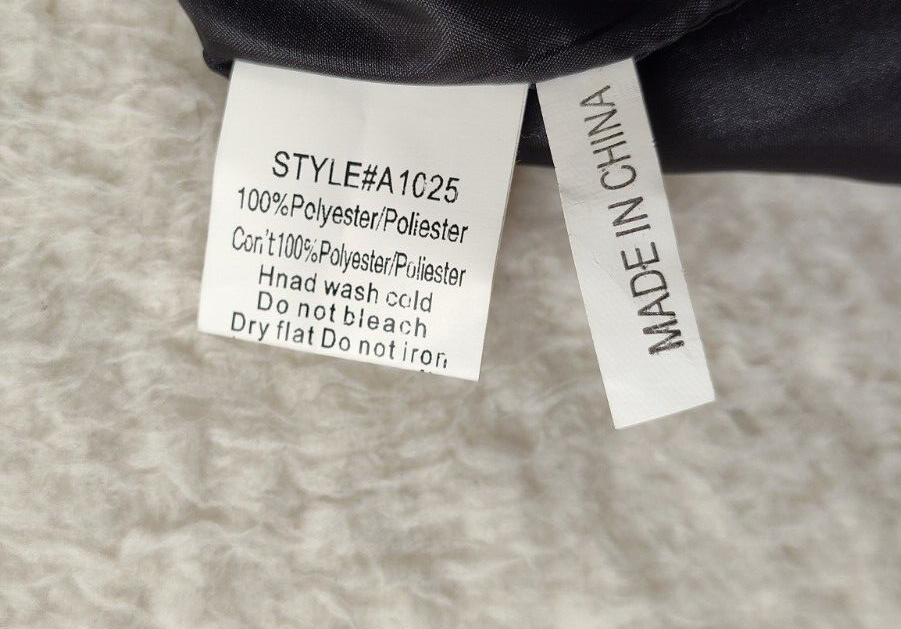 STYLE#A1025
100%Polyester/Poliester
Con't100%Polyester/Poliester
Hnad wash cold
Do not bleach
Dry flat Do not iron
MADE IN CHINA